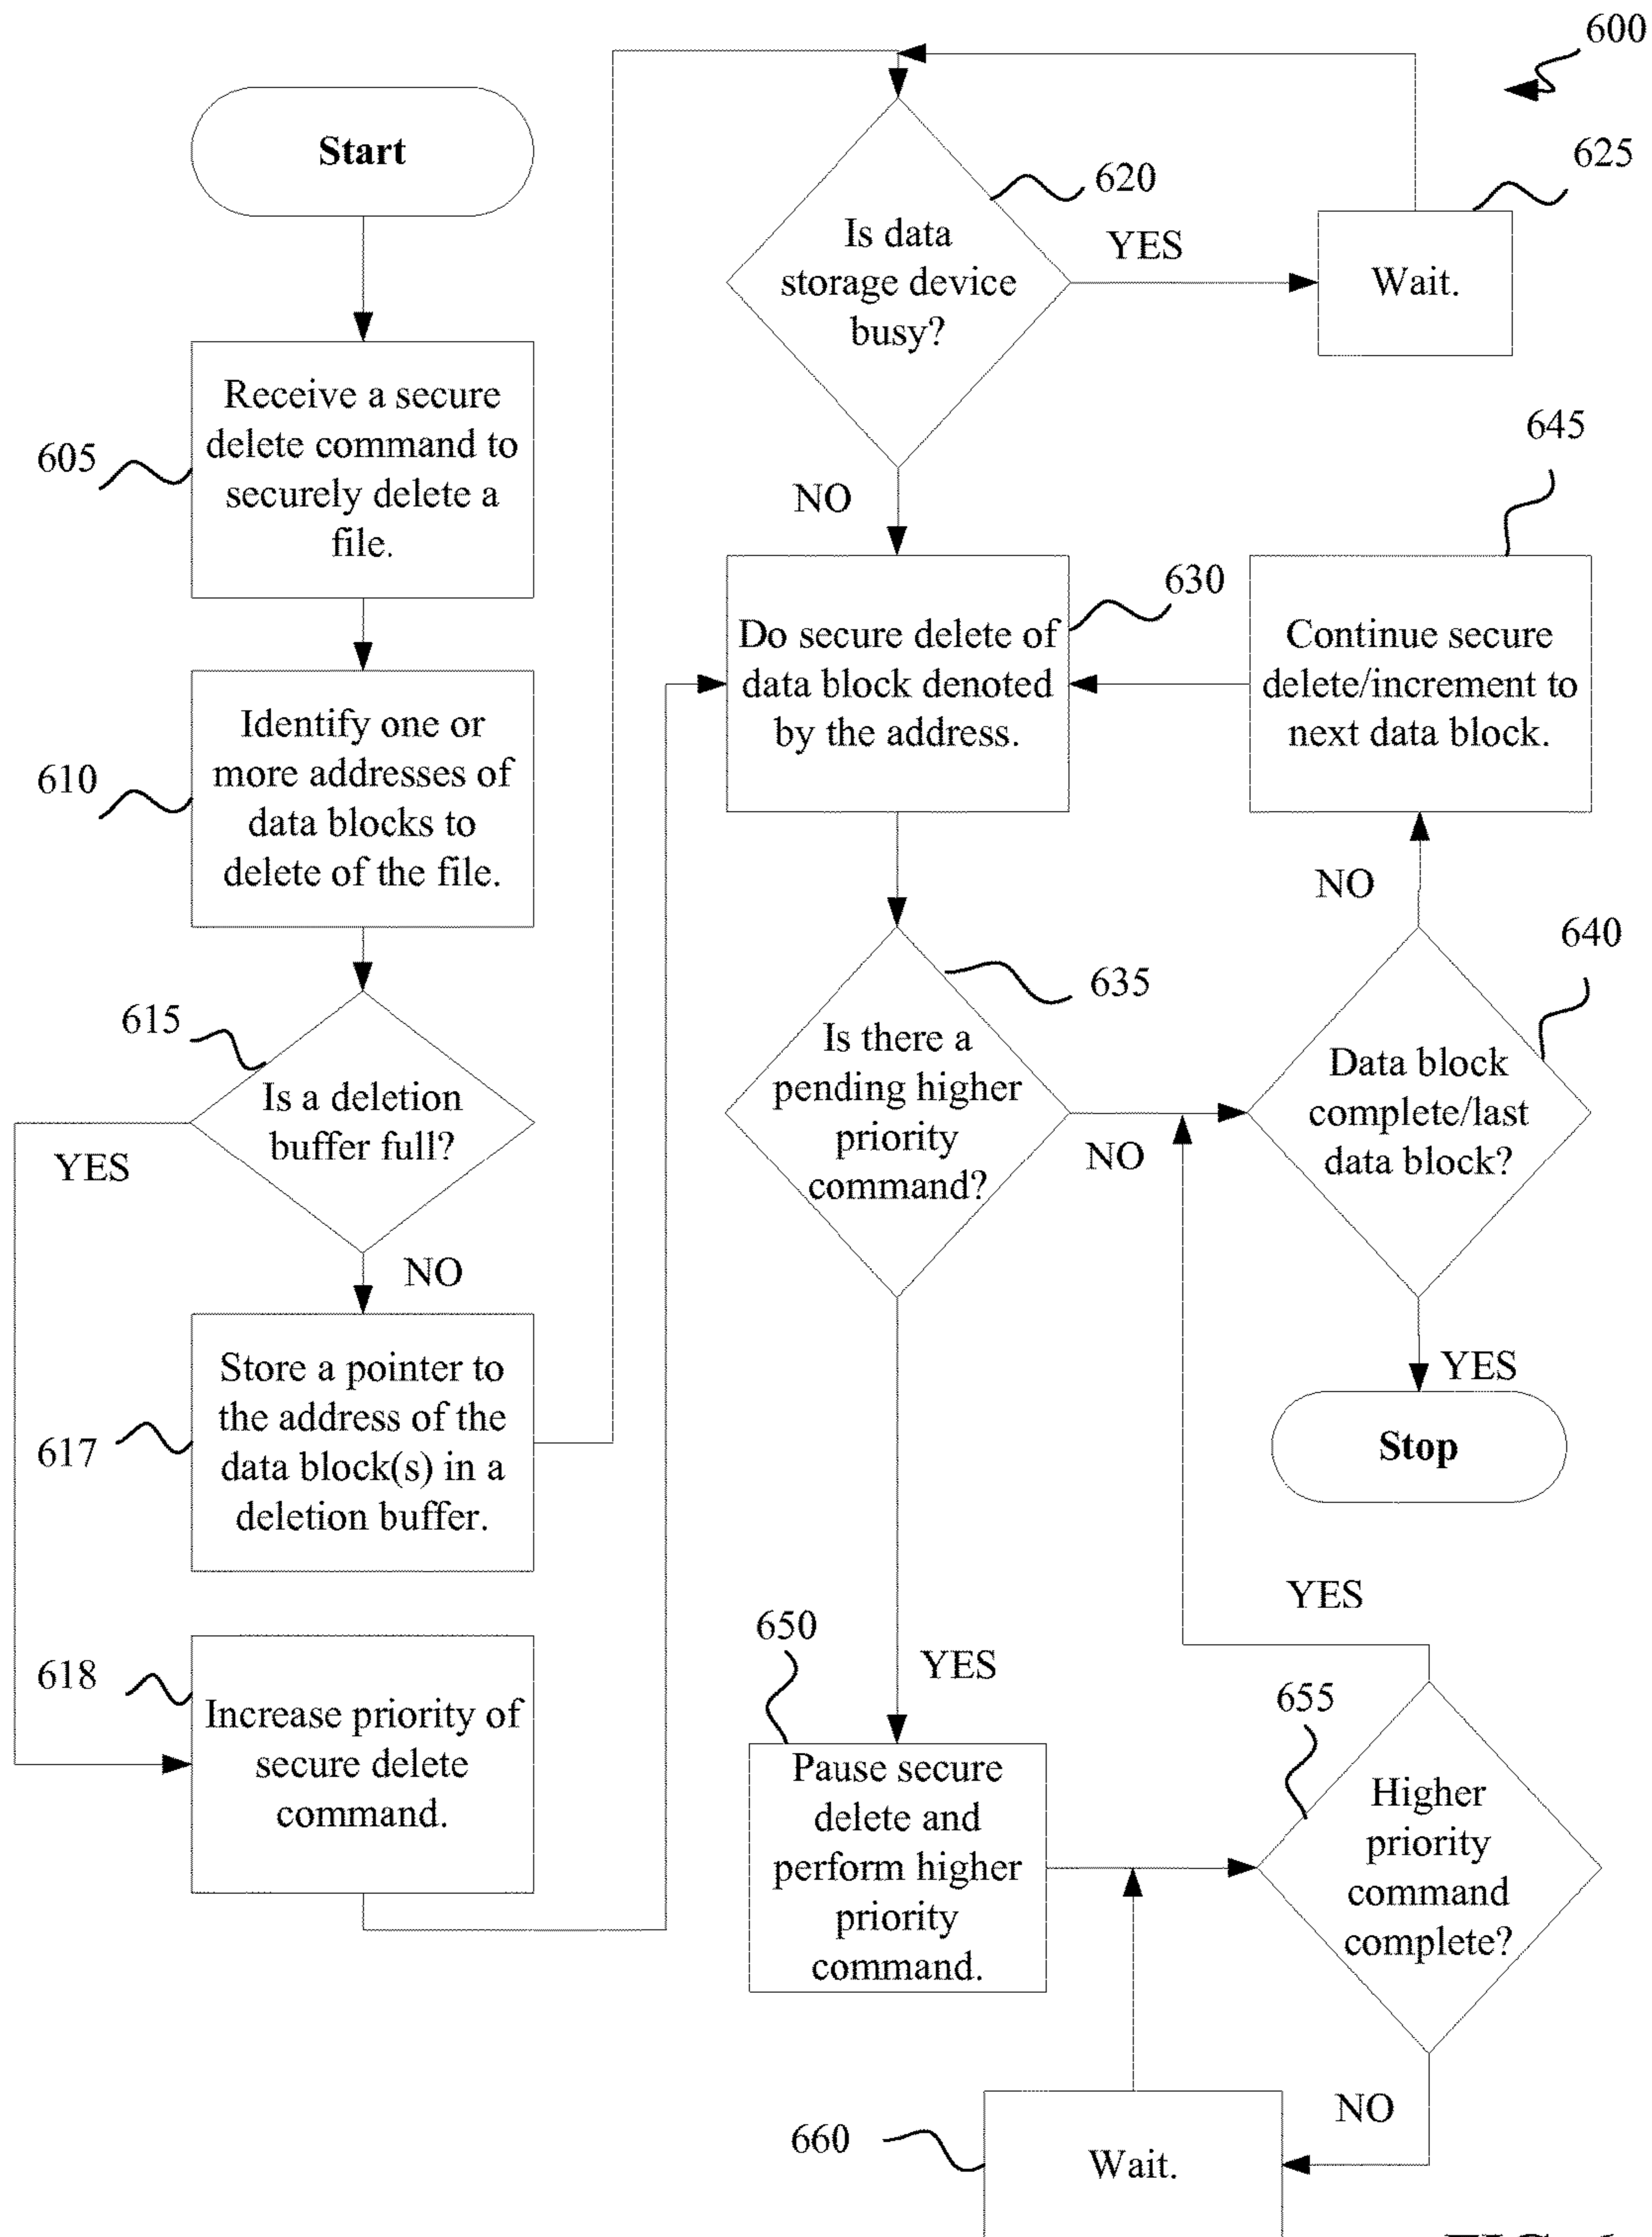 600
Start
605
Receive a secure
delete command to
securely delete a
file.
610
Identify one or
more addresses of
data blocks to
delete of the file.
615
Is a deletion
buffer full?
YES
NO
617
Store a pointer to
the address of the
data block(s) in a
deletion buffer.
618
Increase priority of
secure delete
command.
620
Is data
storage device
busy?
YES
625
Wait.
NO
630
Do secure delete of
data block denoted
by the address.
645
Continue secure
delete/increment to
next data block.
NO
635
Is there a
pending higher
priority
command?
NO
640
Data block
complete/last
data block?
YES
Stop
YES
650
Pause secure
delete and
perform higher
priority
command.
YES
655
Higher
priority
command
complete?
NO
660
Wait.